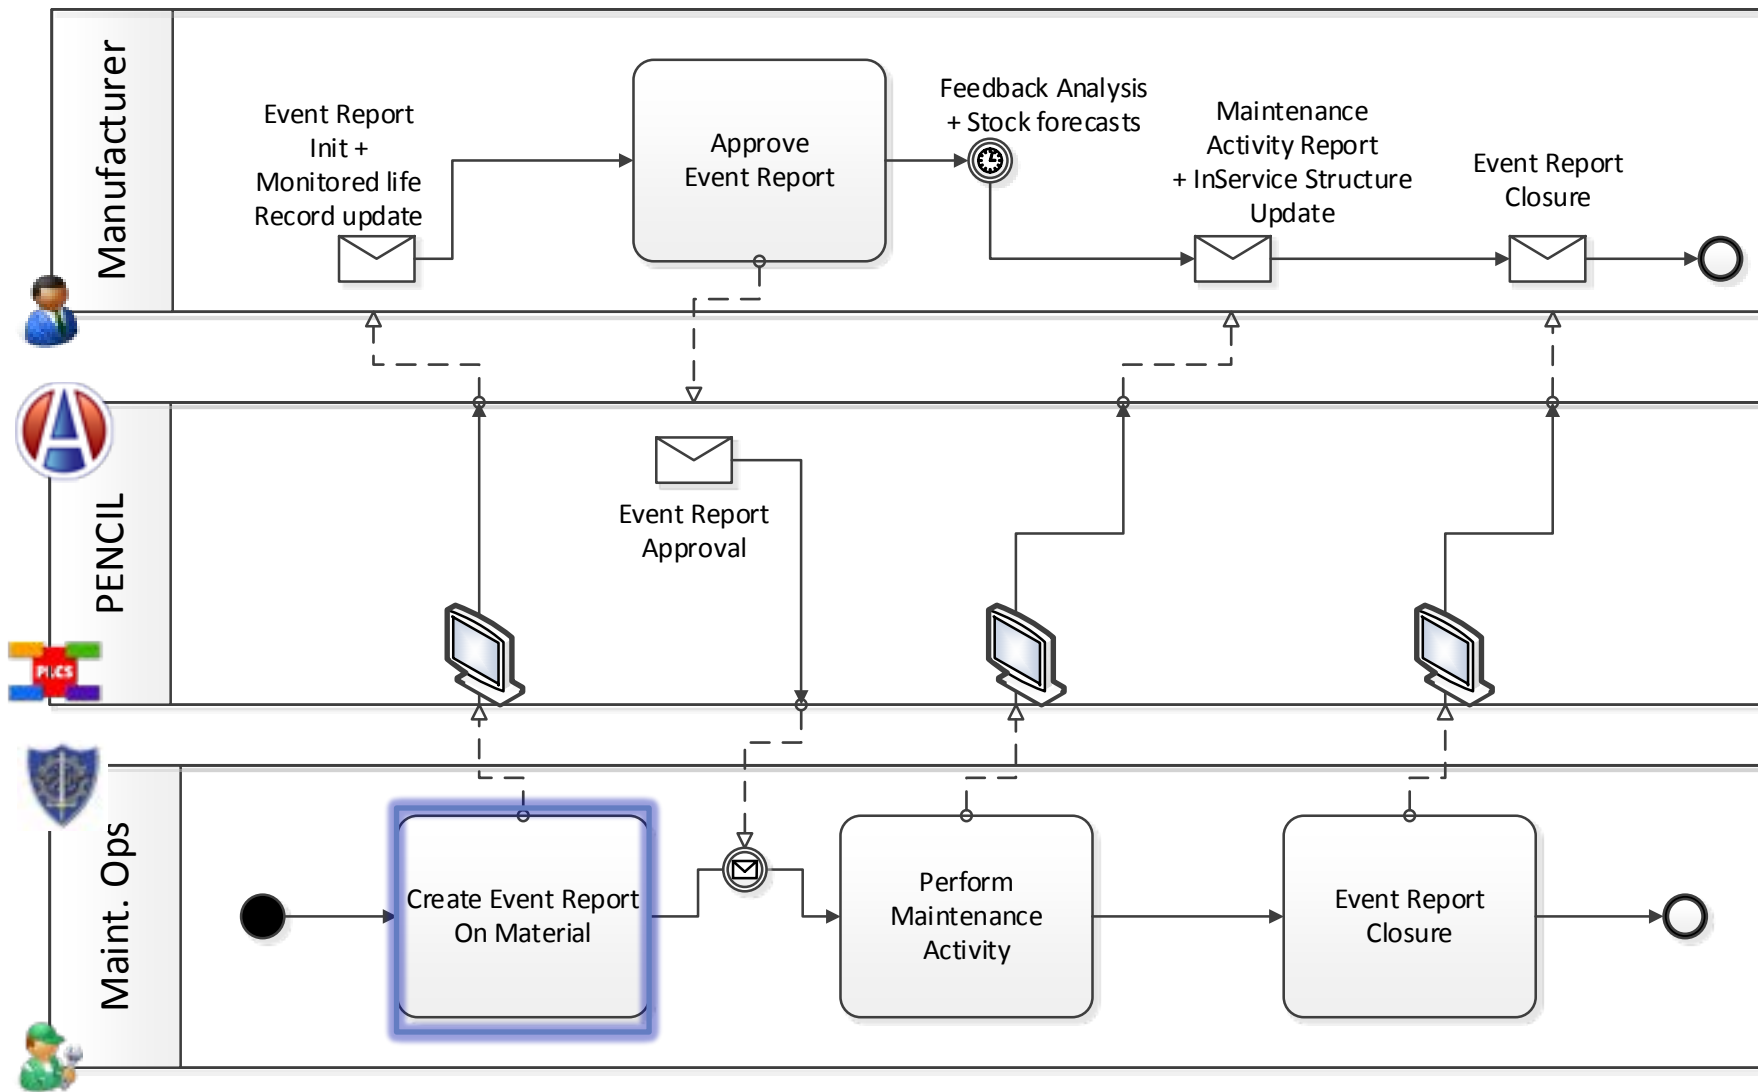 Manufacturer
Event Report
Init +
Monitored life
Record update
Approve
Event Report
Feedback Analysis
+ Stock forecasts
Maintenance
Activity Report
+ InService Structure
Update
Event Report
Closure
PENCIL
Event Report
Approval
PLCS
Maint. Ops
Create Event Report
On Material
Perform
Maintenance
Activity
Event Report
Closure